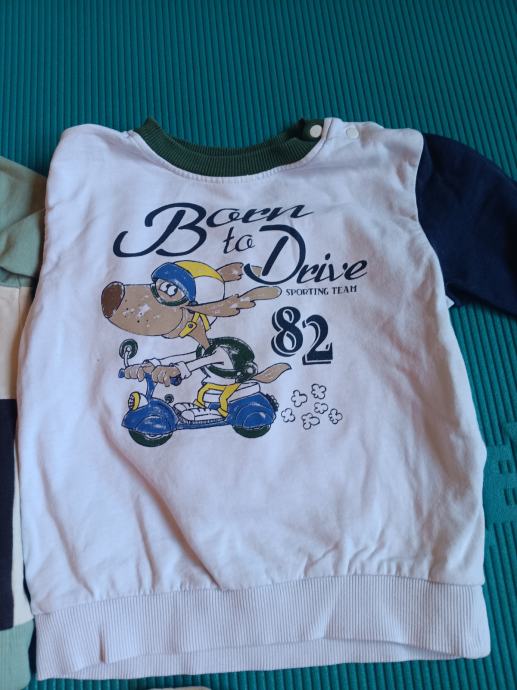 Born
to
Drive
SPORTING TEAM
82